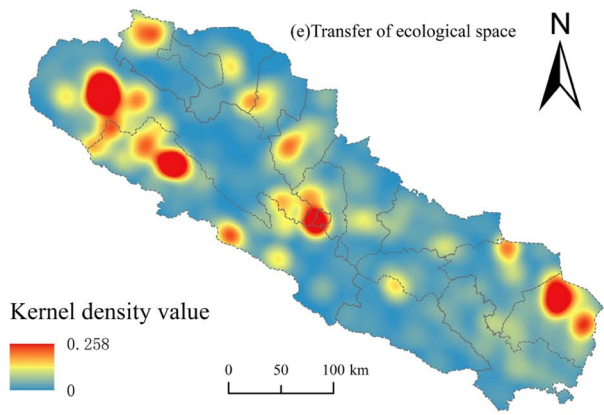 (e)Transfer of ecological space
N
Kernel density value
0. 258
0
0 50 100 km